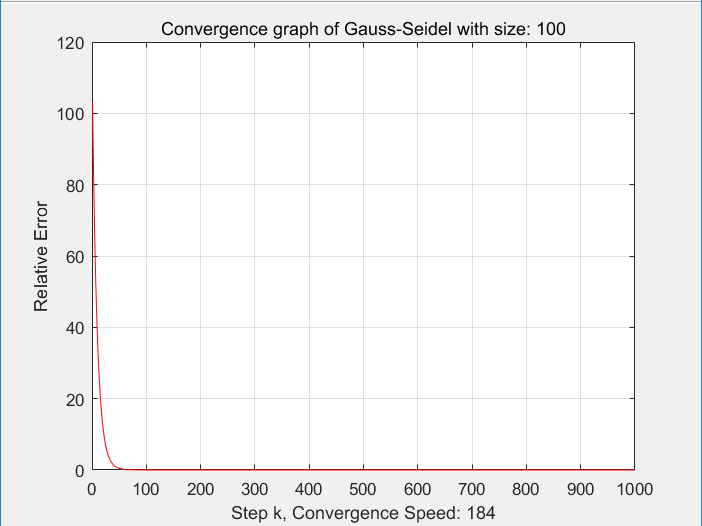 Convergence graph of Gauss-Seidel with size: 100
120
100
80
60
40
20
0
Relative Error
0 100 200 300 400 500 600 700 800 900 1000
Step k, Convergence Speed: 184